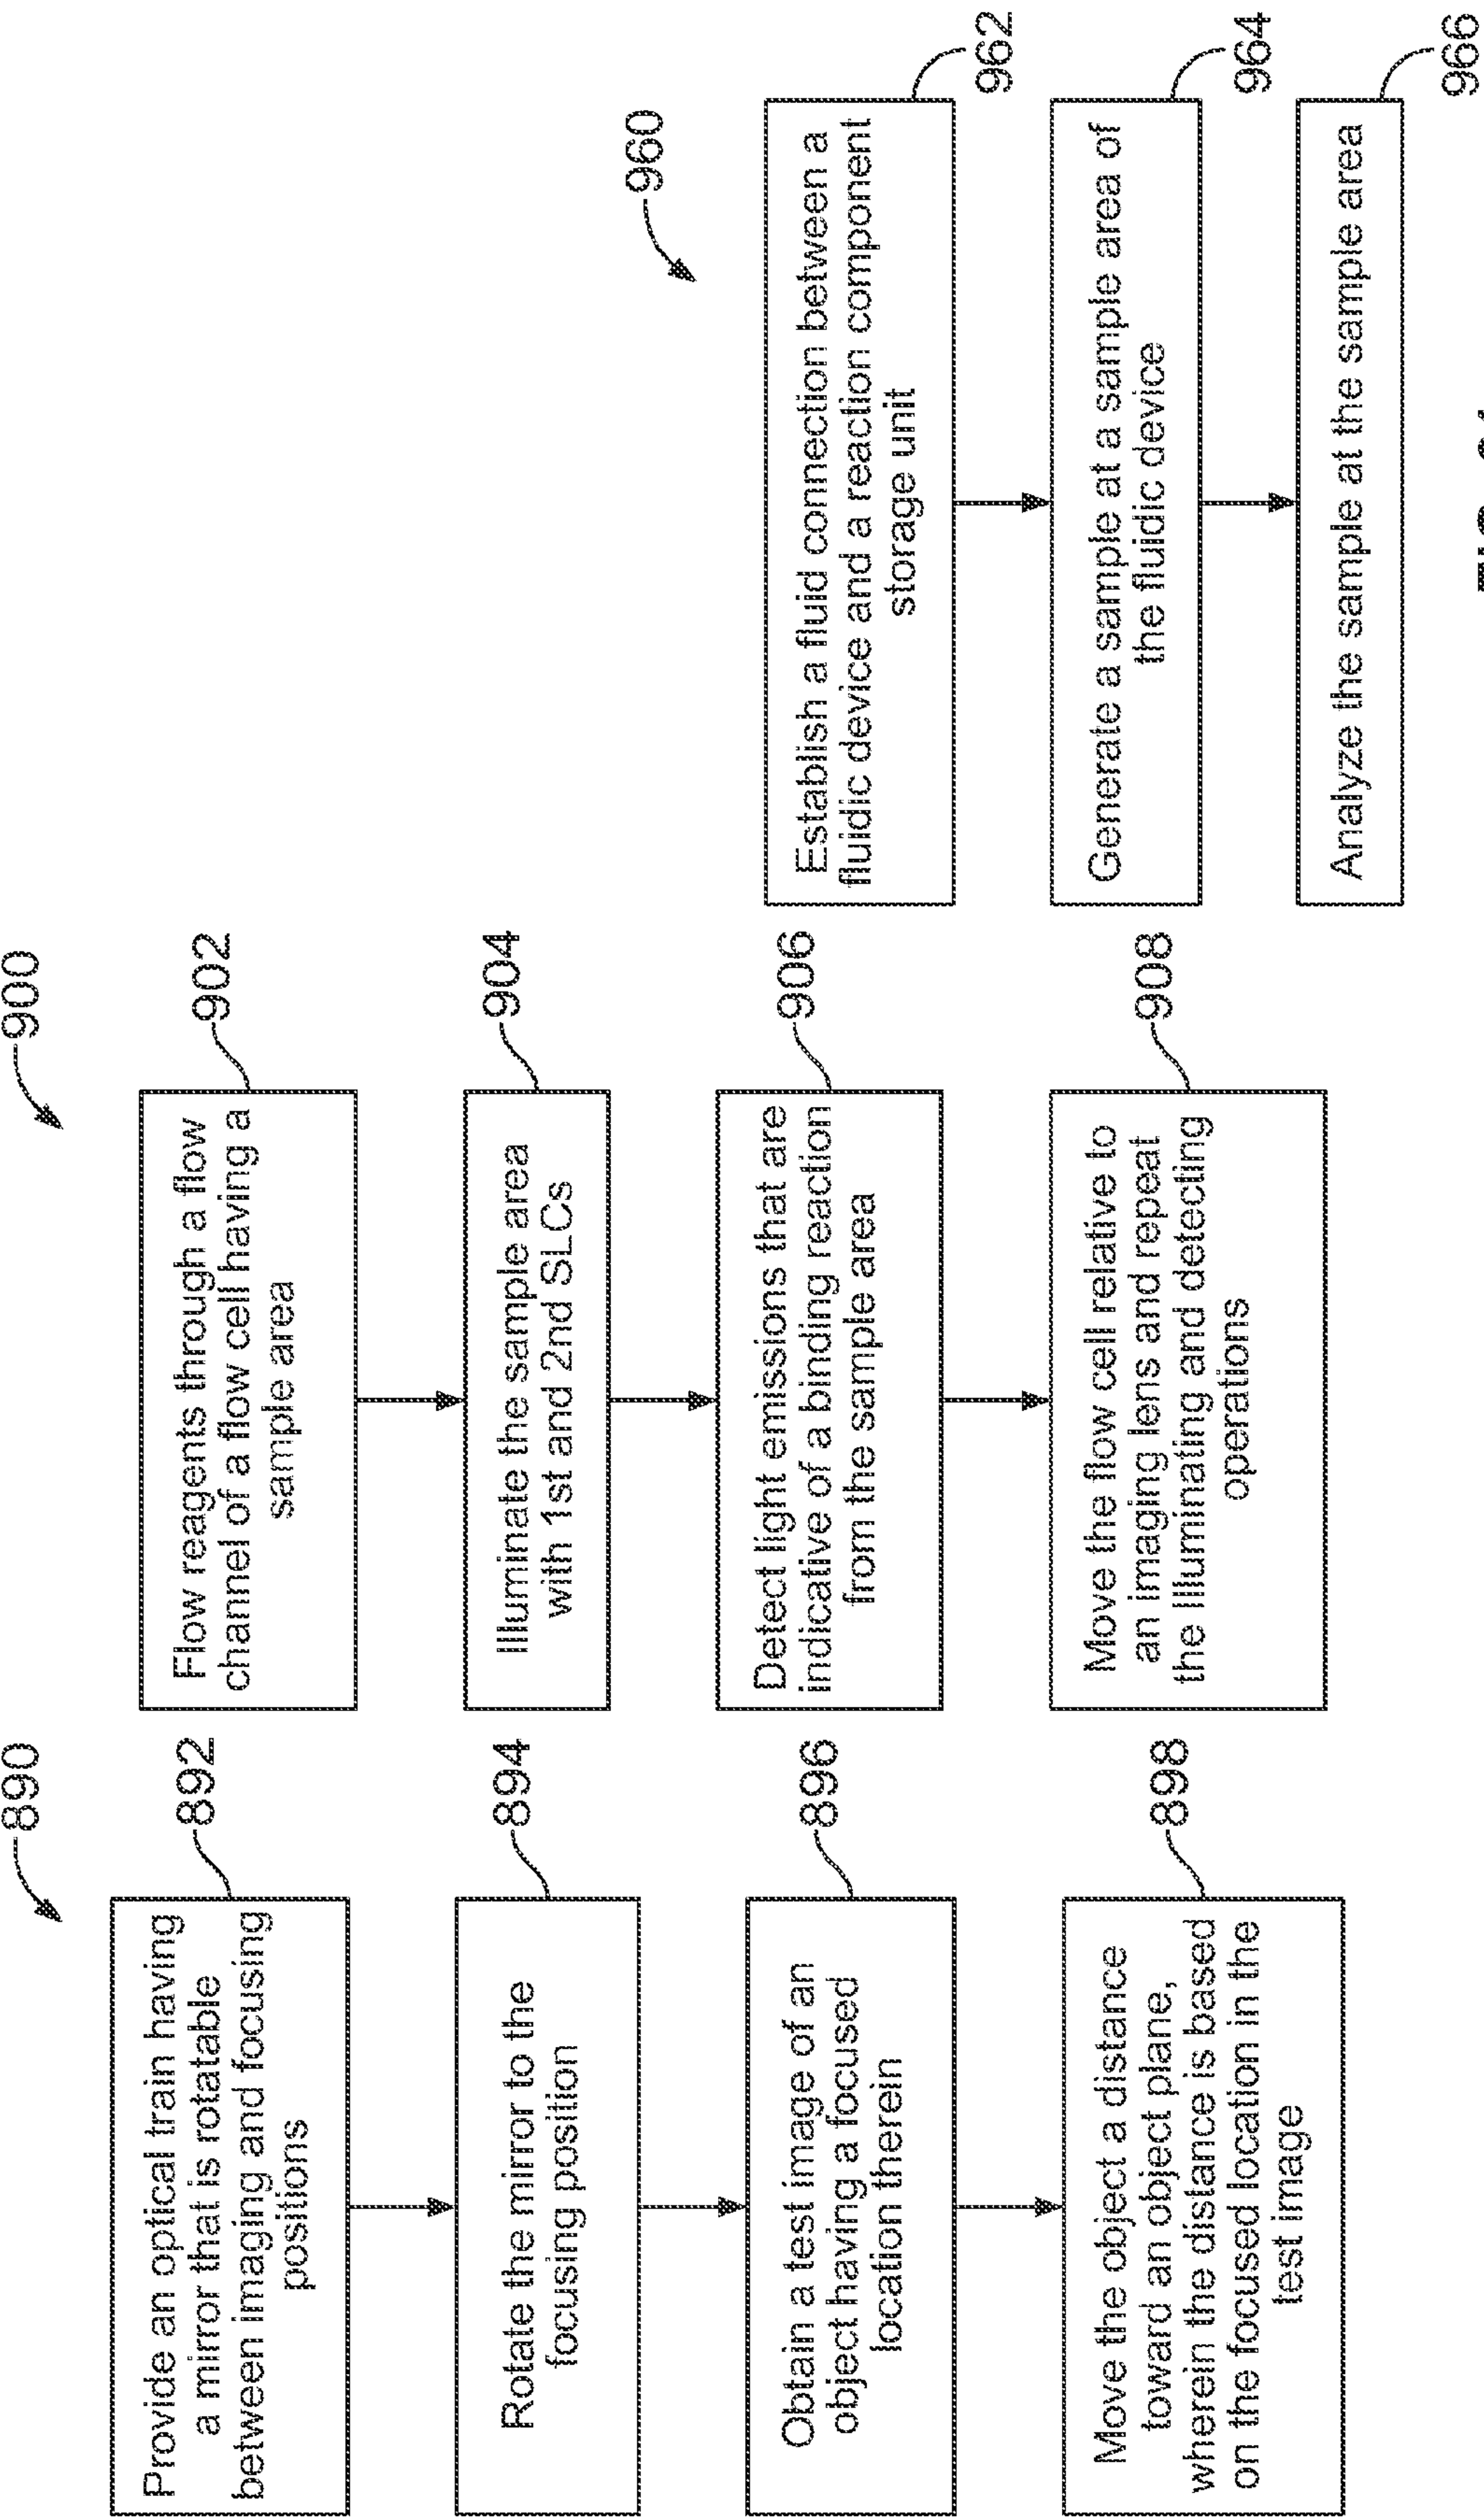 890
Provide an optical train having
a mirror that is rotatable
between imaging and focusing
positions
892
Rotate the mirror to the
focusing position
894
Obtain a test image of an
object having a focused
location therein
896
Move the object a distance
toward an object plane,
wherein the distance is based
on the focused location in the
test image
898
900
Flow reagents through a flow
channel of a flow cell having a
sample area
902
Illuminate the sample area
with 1st and 2nd SLCs
904
Detect light emissions that are
indicative of a binding reaction
from the sample area
906
Move the flow cell relative to
an imaging lens and repeat
the illuminating and detecting
operations
908
960
Establish a fluid connection between a
fluidic device and a reaction component
storage unit
962
Generate a sample at a sample area of
the fluidic device
964
Analyze the sample at the sample area
966